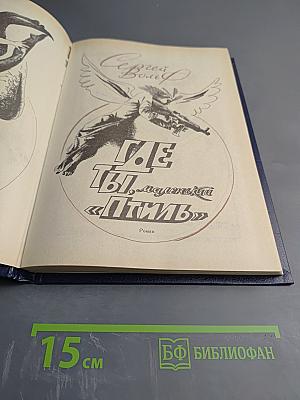 Сергей
Вольф
ГДЕ
ТЫ, маленький
«ПТИЛЬ»
Роман
15 см
БФ БИБЛИОФАН